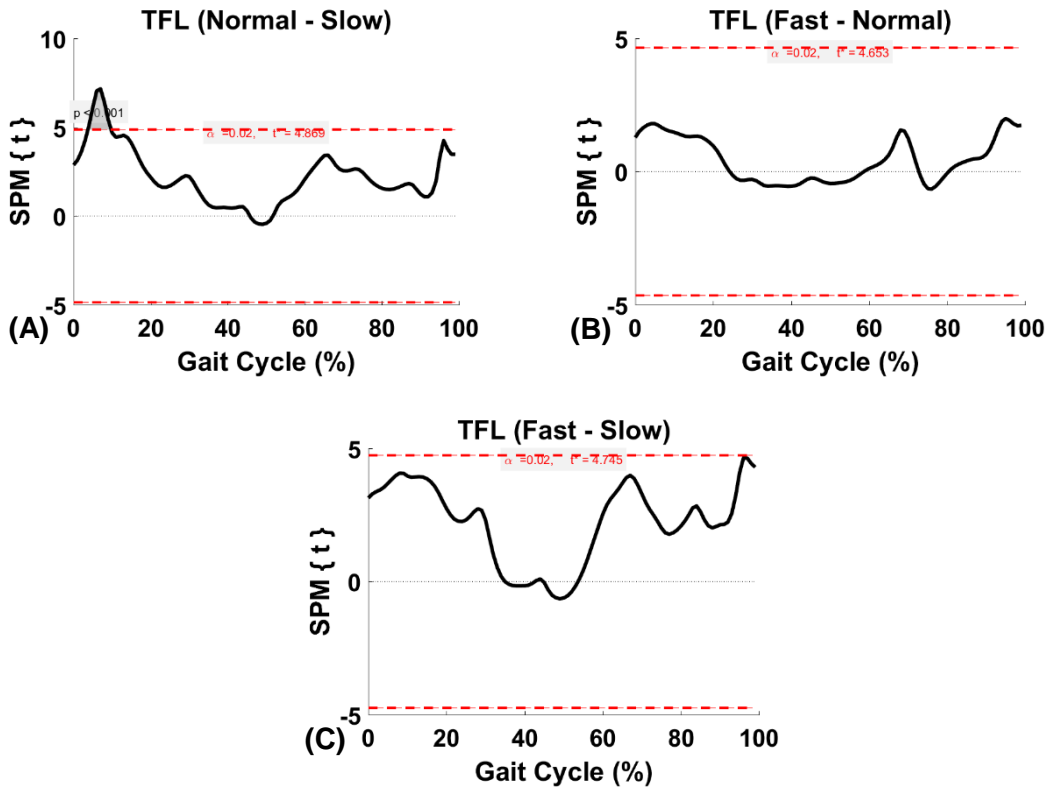 TFL (Normal - Slow)
10
5
0
-5
SPM { t }
p < 0.001
α =0.02, t* = 4.869
0 20 40 60 80 100
Gait Cycle (%)
(A)
TFL (Fast - Normal)
5
0
-5
SPM { t }
α =0.02, t* = 4.653
0 20 40 60 80 100
Gait Cycle (%)
(B)
TFL (Fast - Slow)
5
0
-5
SPM { t }
α =0.02, t* = 4.745
0 20 40 60 80 100
Gait Cycle (%)
(C)